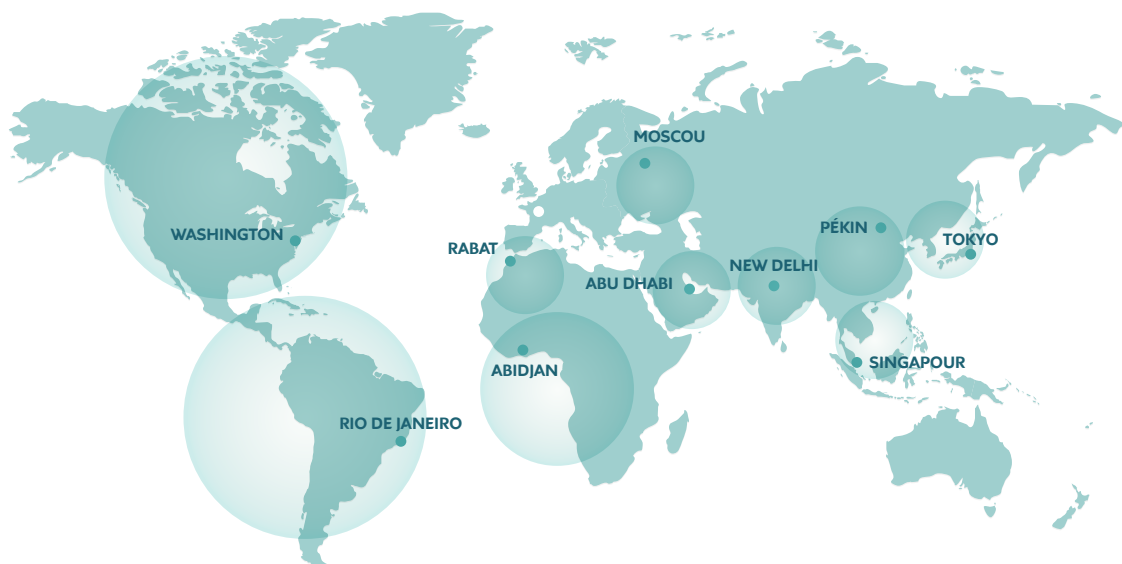 MOSCOU
WASHINGTON
PÉKIN
TOKYO
RABAT
NEW DELHI
ABU DHABI
SINGAPOUR
ABIDJAN
RIO DE JANEIRO